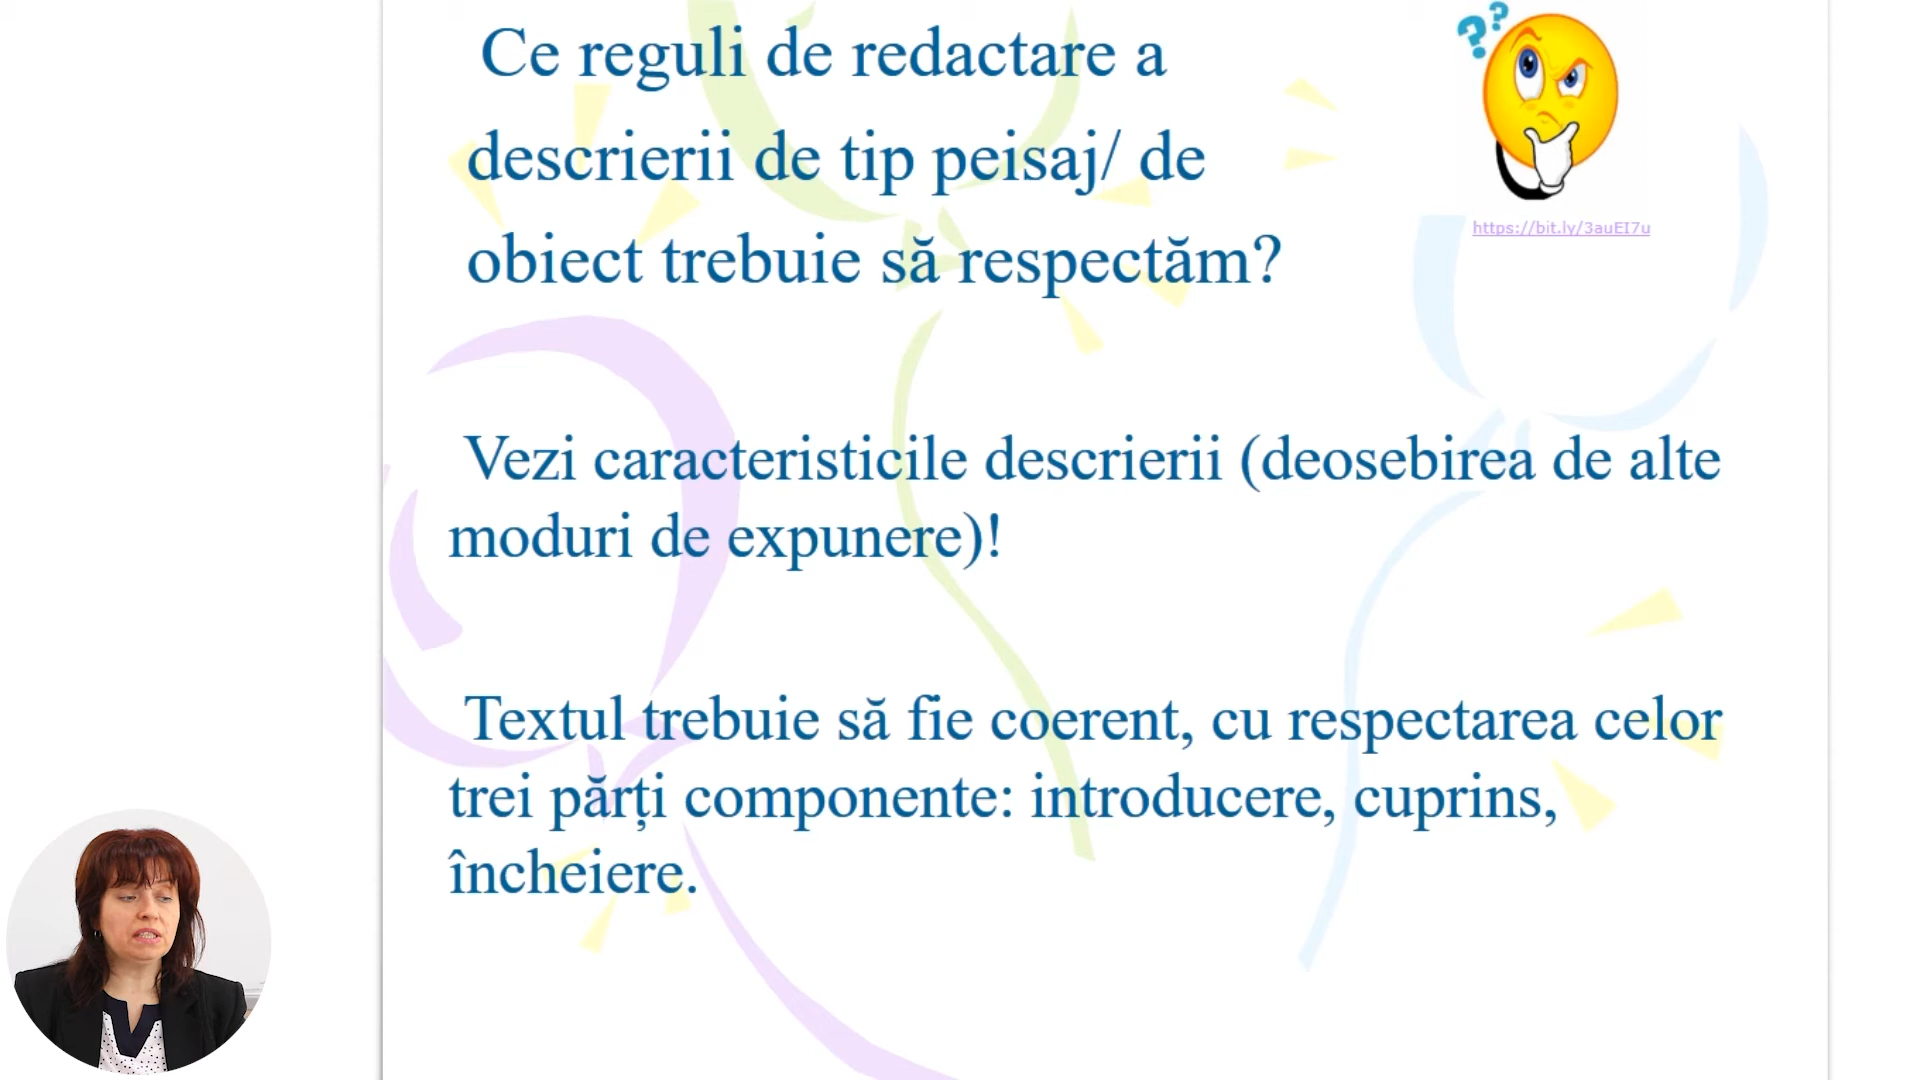 Ce reguli de redactare a
descrierii de tip peisaj/ de
obiect trebuie să respectăm?
??
https://bit.ly/3auEI7u
Vezi caracteristicile descrierii (deosebirea de alte
moduri de expunere)!
Textul trebuie să fie coerent, cu respectarea celor
trei părți componente: introducere, cuprins,
încheiere.